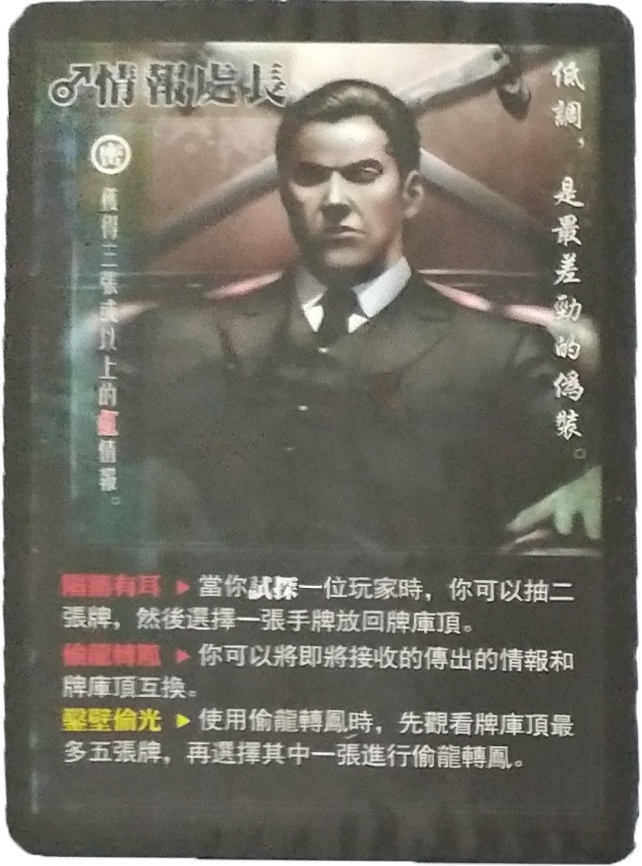 ♂情報處長
密
獲得三張或以上的紅情報。
低調，是最差勁的偽裝。
隔牆有耳 ▶ 當你試探一位玩家時，你可以抽二
張牌，然後選擇一張手牌放回牌庫頂。
偷龍轉鳳 ▶ 你可以將即將接收的傳出的情報和
牌庫頂互換。
鑿壁偷光 ▶ 使用偷龍轉鳳時，先觀看牌庫頂最
多五張牌，再選擇其中一張進行偷龍轉鳳。